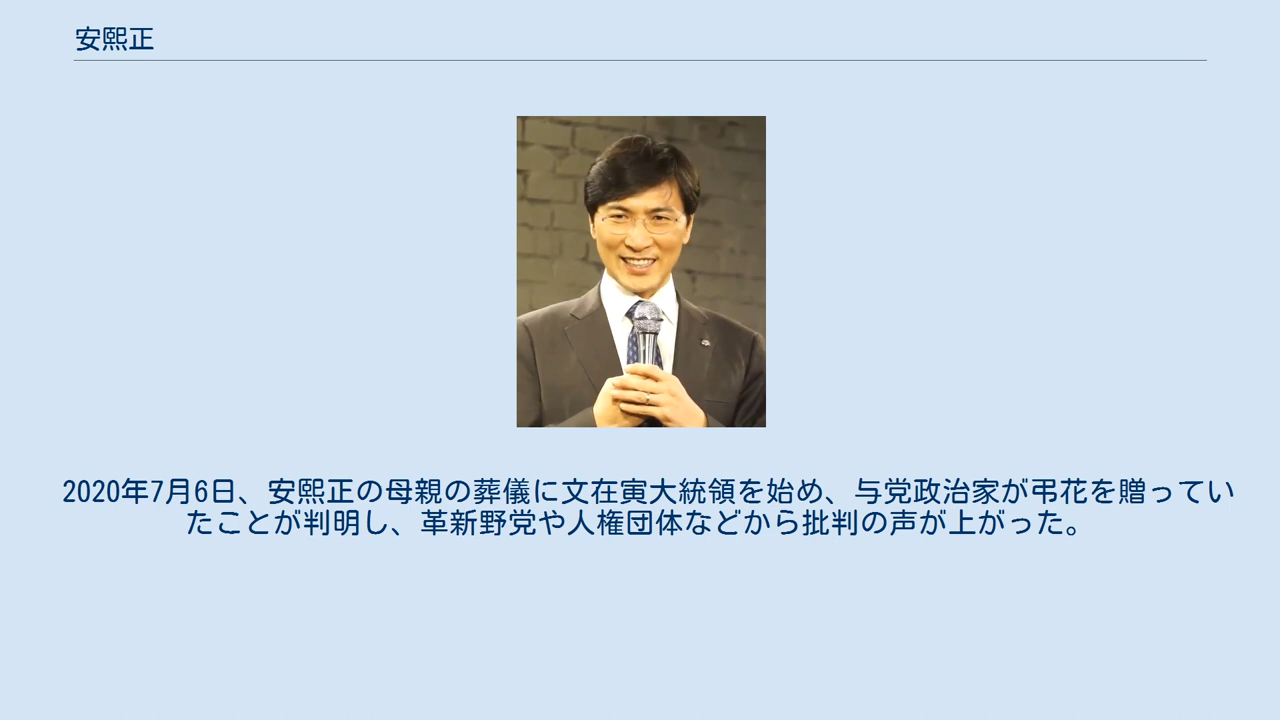 安熙正
2020年7月6日、安熙正の母親の葬儀に文在寅大統領を始め、与党政治家が弔花を贈ってい
たことが判明し、革新野党や人権団体などから批判の声が上がった。